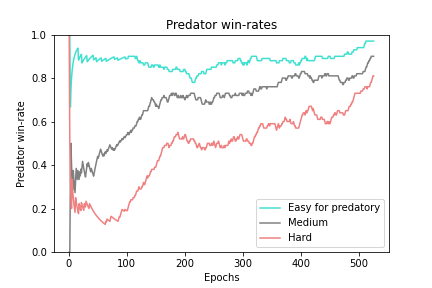 Predator win-rates
Predator win-rate
1.0
0.8
0.6
0.4
0.2
0.0
0
100
200
300
400
500
Epochs
Easy for predatory
Medium
Hard